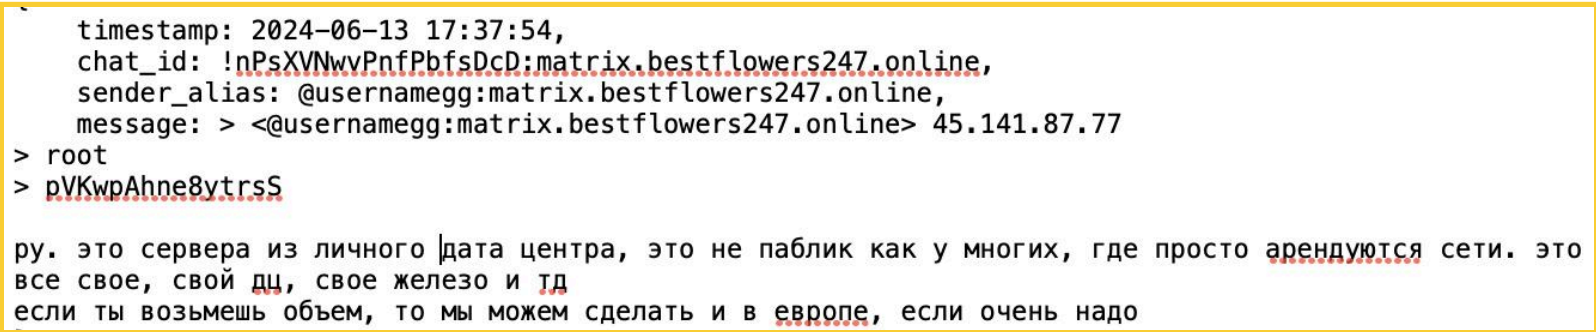 timestamp: 2024-06-13 17:37:54,
chat_id: !nPsXVNwvPnfPbfsDcD:matrix.bestflowers247.online,
sender_alias: @usernamegg:matrix.bestflowers247.online,
message: > <@usernamegg:matrix.bestflowers247.online> 45.141.87.77
> root
> pVKwpAhne8ytrsS
ру. это сервера из личного дата центра, это не паблик как у многих, где просто арендуются сети. это
все свое, свой дц, свое железо и тд
если ты возьмешь объем, то мы можем сделать и в европе, если очень надо